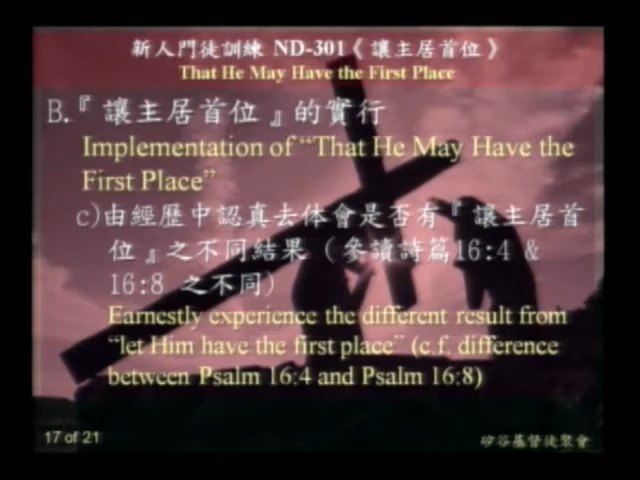 新人門徒訓練 ND-301《讓主居首位》
That He May Have the First Place
B.『讓主居首位』的實行
Implementation of “That He May Have the
First Place”
c)由經歷中認真去体會是否有『讓主居首
位』之不同結果（參讀詩篇16:4 &
16:8 之不同）
Earnestly experience the different result from
“let Him have the first place” (c.f. difference
between Psalm 16:4 and Psalm 16:8)
17 of 21
矽谷基督徒聚會